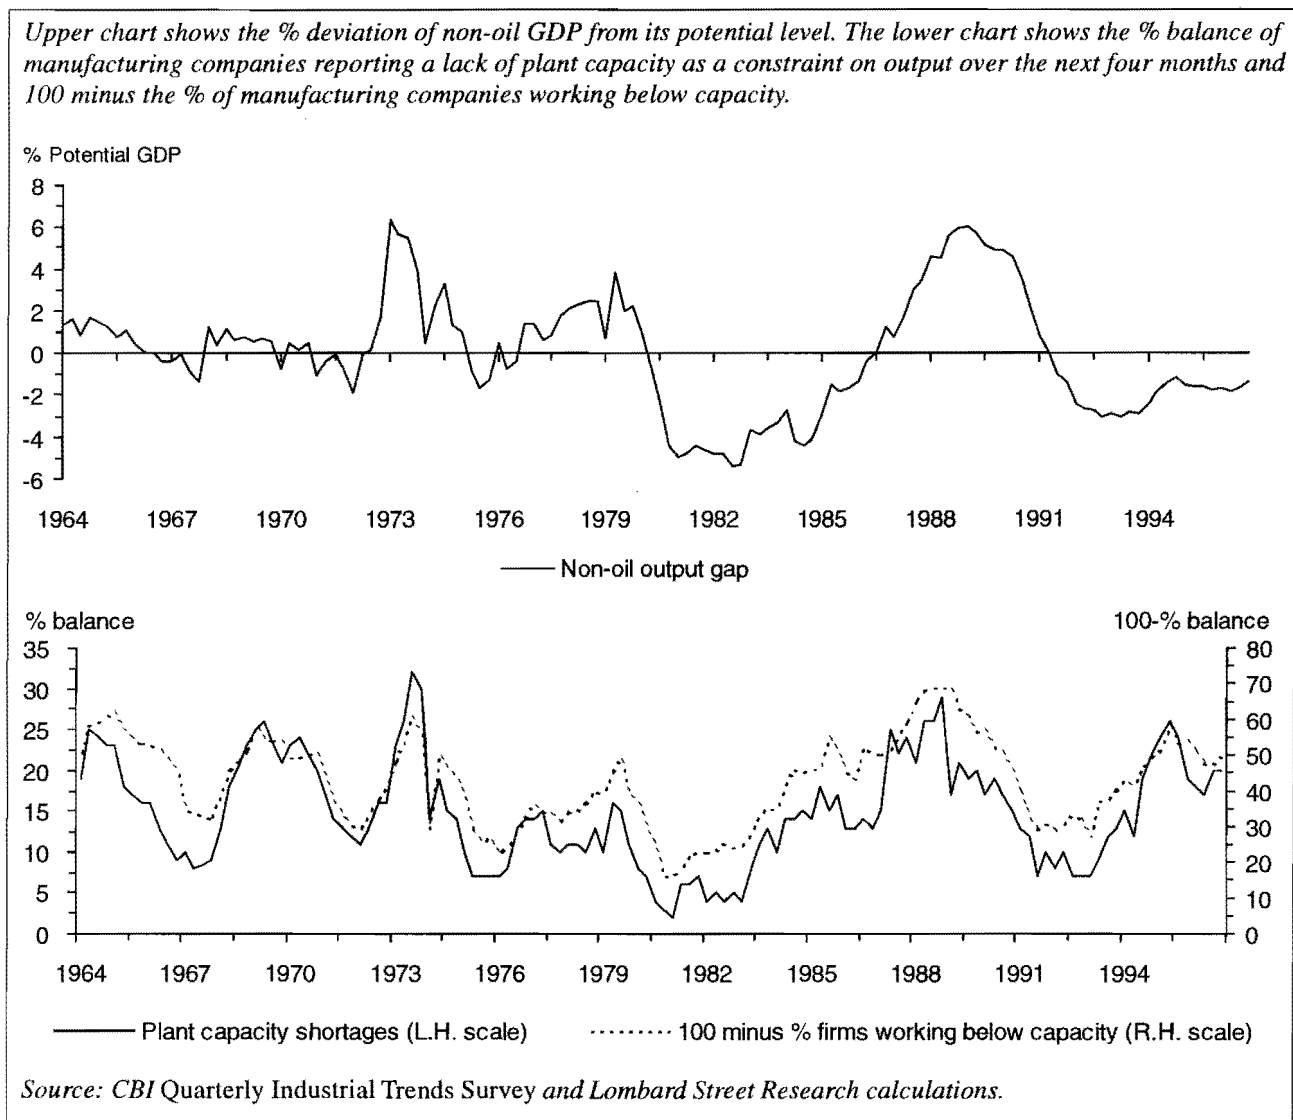 Upper chart shows the % deviation of non-oil GDP from its potential level. The lower chart shows the % balance of
manufacturing companies reporting a lack of plant capacity as a constraint on output over the next four months and
100 minus the % of manufacturing companies working below capacity.
% Potential GDP
8
6
4
2
0
-2
-4
-6
1964 1967 1970 1973 1976 1979 1982 1985 1988 1991 1994
Non-oil output gap
% balance 100-% balance
35 80
30 70
25 60
20 50
15 40
10 30
5 20
0 10
0
1964 1967 1970 1973 1976 1979 1982 1985 1988 1991 1994
Plant capacity shortages (L.H. scale) 100 minus % firms working below capacity (R.H. scale)
Source: CBI Quarterly Industrial Trends Survey and Lombard Street Research calculations.